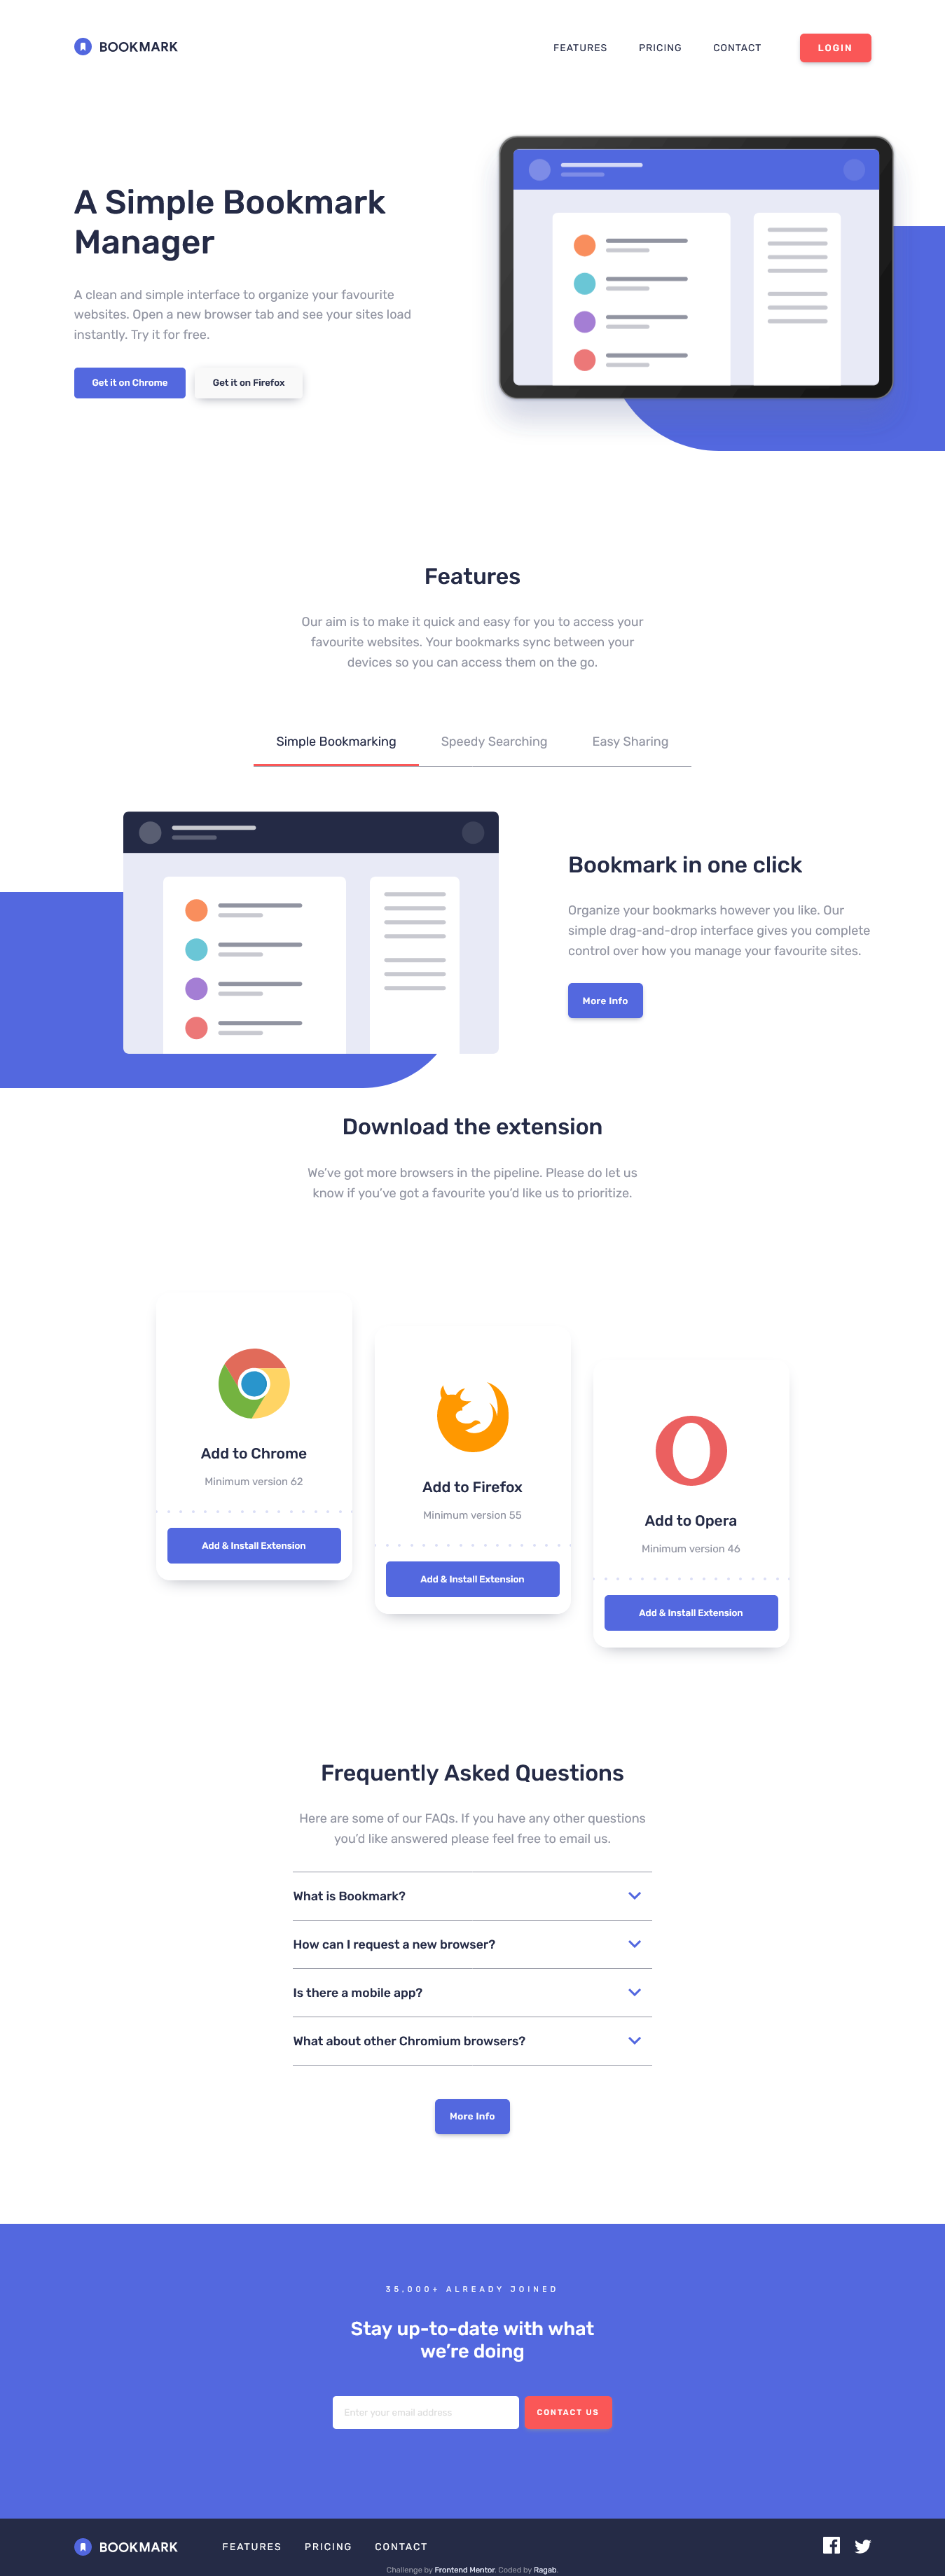 BOOKMARK
FEATURES PRICING CONTACT LOGIN
A Simple Bookmark
Manager
A clean and simple interface to organize your favourite
websites. Open a new browser tab and see your sites load
instantly. Try it for free.
Get it on Chrome Get it on Firefox
Features
Our aim is to make it quick and easy for you to access your
favourite websites. Your bookmarks sync between your
devices so you can access them on the go.
Simple Bookmarking Speedy Searching Easy Sharing
Bookmark in one click
Organize your bookmarks however you like. Our
simple drag-and-drop interface gives you complete
control over how you manage your favourite sites.
More Info
Download the extension
We've got more browsers in the pipeline. Please do let us
know if you've got a favourite you'd like us to prioritize.
Add to Chrome
Minimum version 62
Add & Install Extension
Add to Firefox
Minimum version 55
Add & Install Extension
Add to Opera
Minimum version 46
Add & Install Extension
Frequently Asked Questions
Here are some of our FAQs. If you have any other questions
you'd like answered please feel free to email us.
What is Bookmark?
How can I request a new browser?
Is there a mobile app?
What about other Chromium browsers?
More Info
35,000+ ALREADY JOINED
Stay up-to-date with what
we're doing
Enter your email address
CONTACT US
BOOKMARK FEATURES PRICING CONTACT
Challenge by Frontend Mentor. Coded by Ragab.